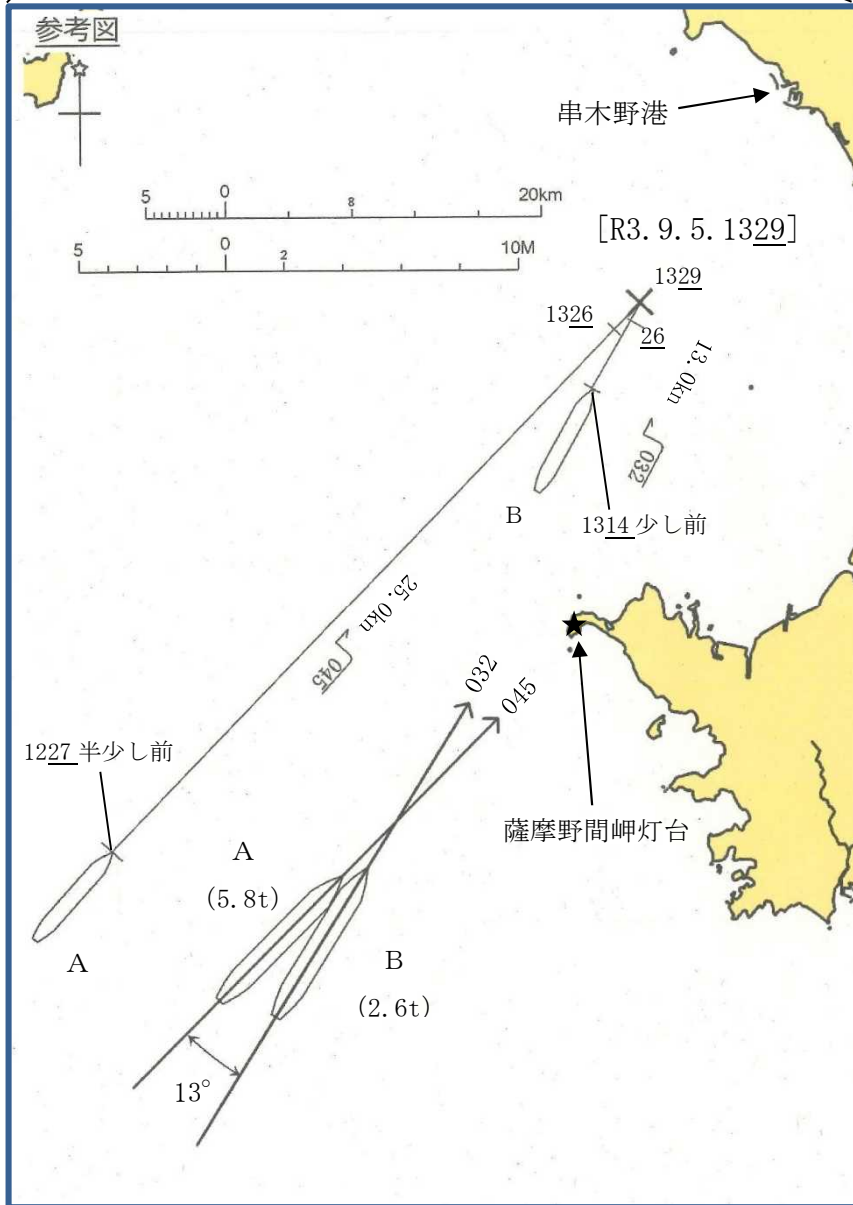 参考図
串木野港
5 0 8 20km
5 0 2 10M
[R3.9.5.1329]
1329
1326
26
13.0kn
032
B
1314少し前
25.0kn
045
032
045
1227半少し前
薩摩野間岬灯台
A
(5.8t)
A
B
(2.6t)
13°